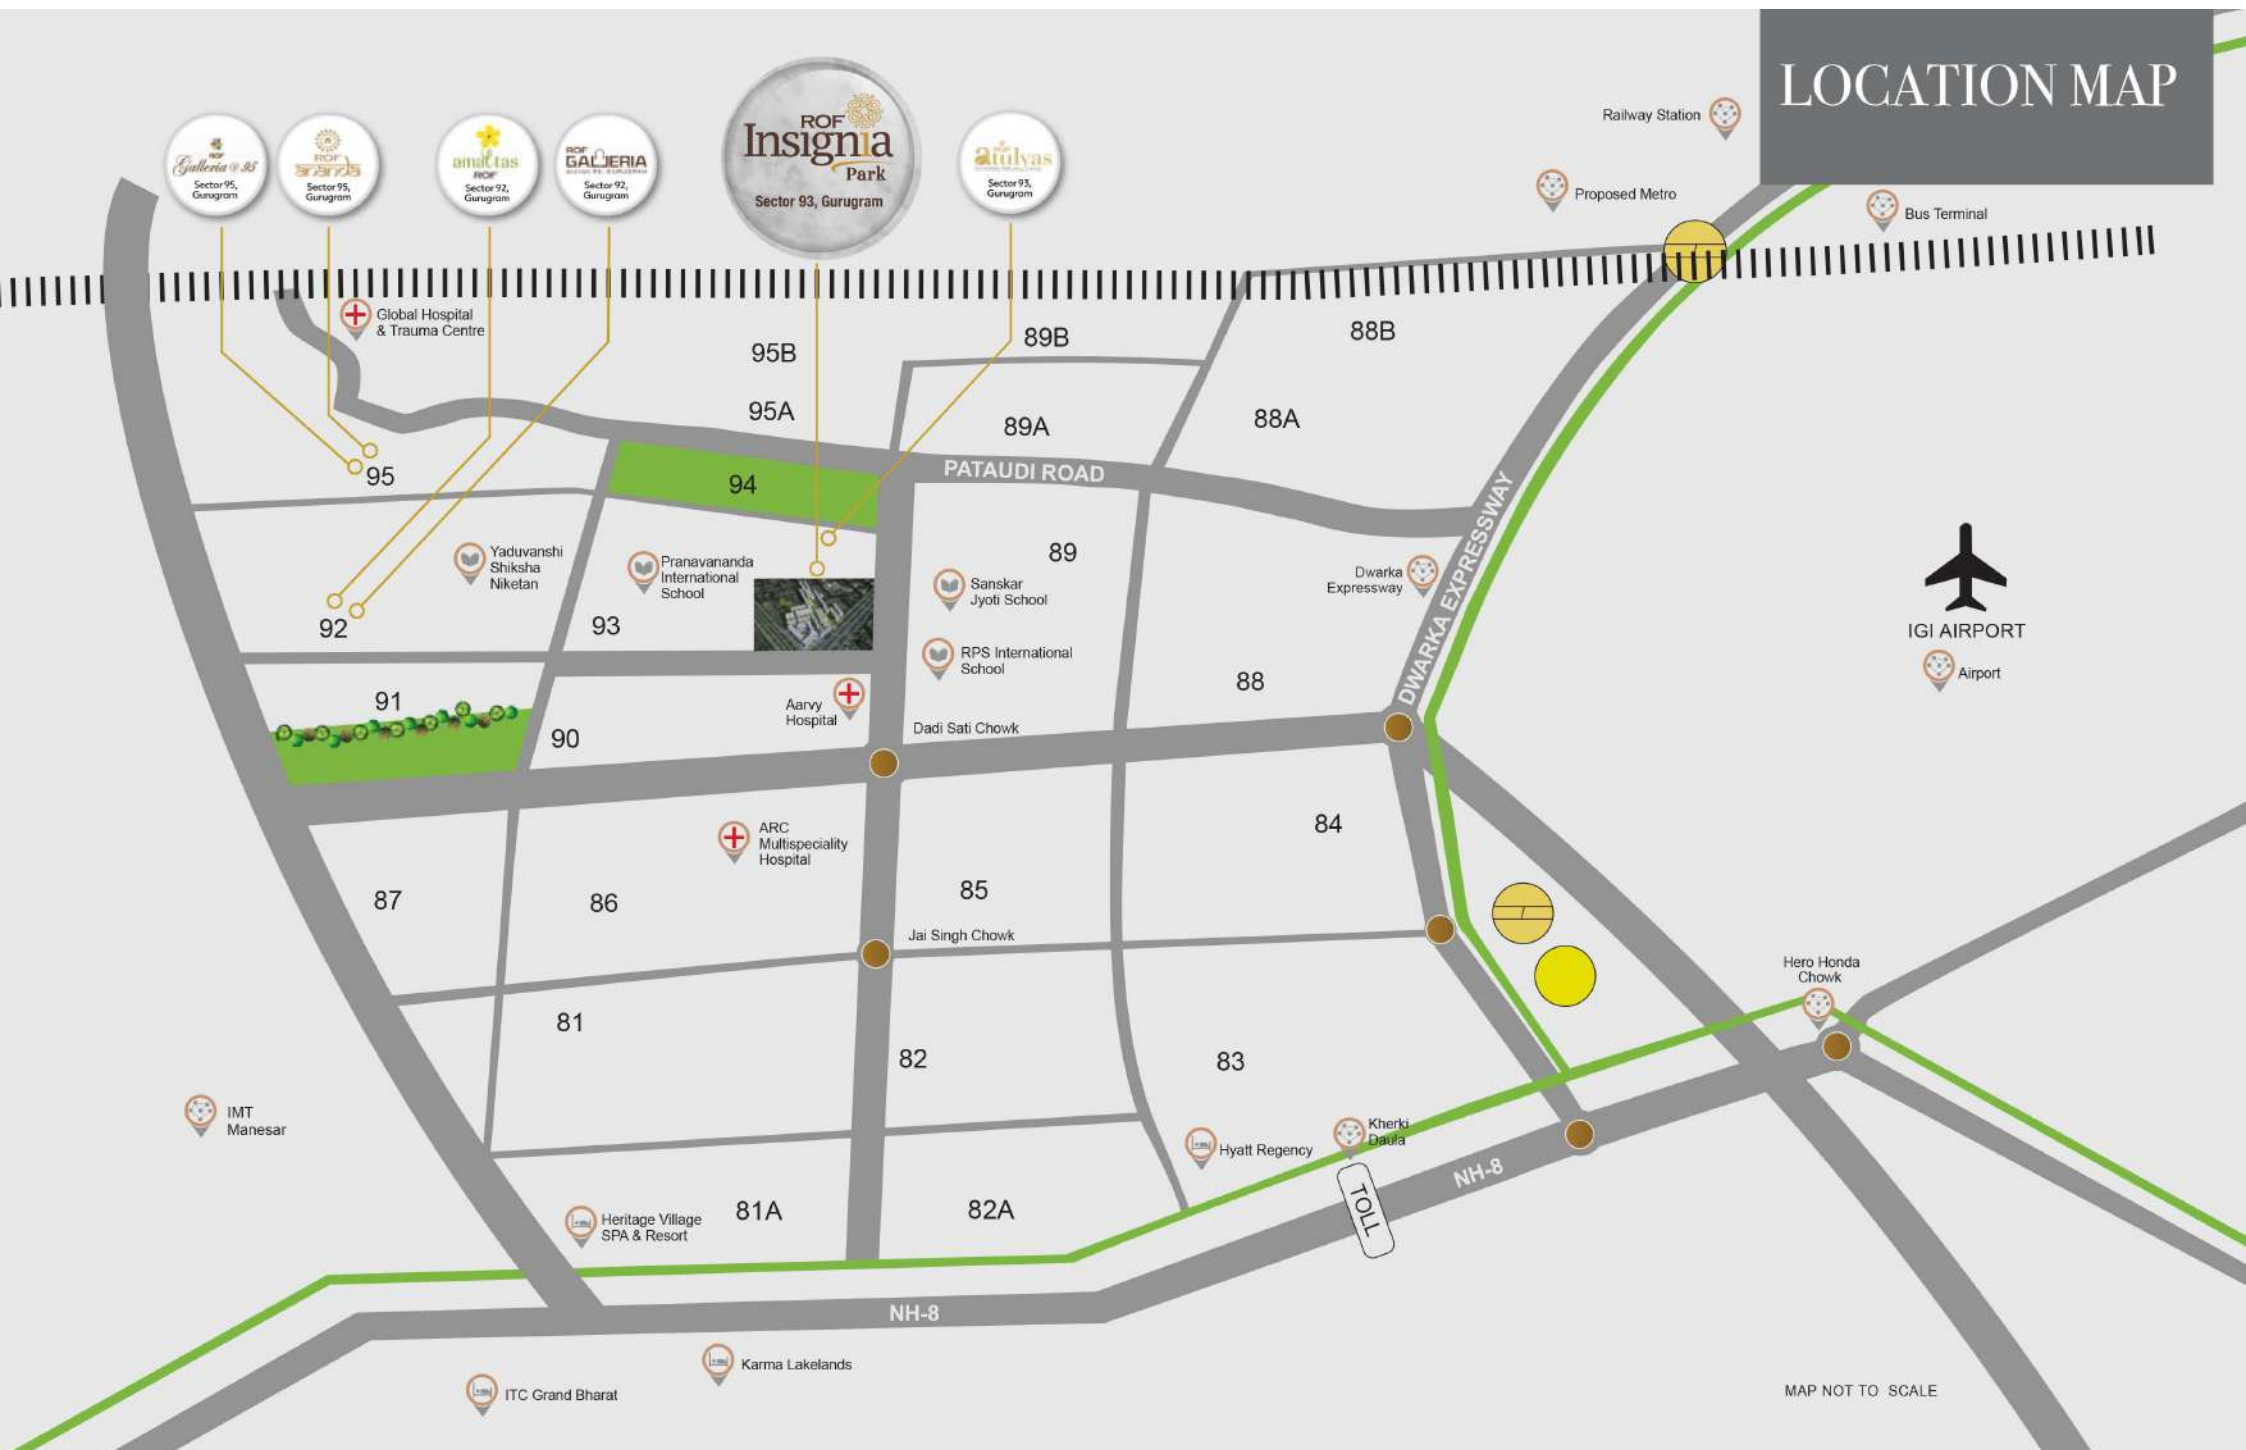 LOCATION MAP
Railway Station
Proposed Metro
Bus Terminal
ROF
Galleria @ 95
Sector 95,
Gurugram
ROF
ananda
Sector 95,
Gurugram
amaltas
ROF
Sector 92,
Gurugram
ROF
GALLERIA
Sector 92,
Gurugram
ROF
Insignia
Park
Sector 93, Gurugram
atulyas
Sector 93,
Gurugram
Global Hospital
& Trauma Centre
95B
89B
88B
95A
89A
88A
95
94
PATAUDI ROAD
DWARKA EXPRESSWAY
Yaduvanshi
Shiksha
Niketan
Pranavananda
International
School
89
Sanskar
Jyoti School
Dwarka
Expressway
92
93
RPS International
School
IGI AIRPORT
Airport
91
90
Aarvy
Hospital
88
Dadi Sati Chowk
ARC
Multispeciality
Hospital
84
87
86
85
Jai Singh Chowk
Hero Honda
Chowk
81
82
83
IMT
Manesar
Hyatt Regency
Kherki
Daula
TOLL
NH-8
Heritage Village
SPA & Resort
81A
82A
NH-8
Karma Lakelands
ITC Grand Bharat
MAP NOT TO SCALE